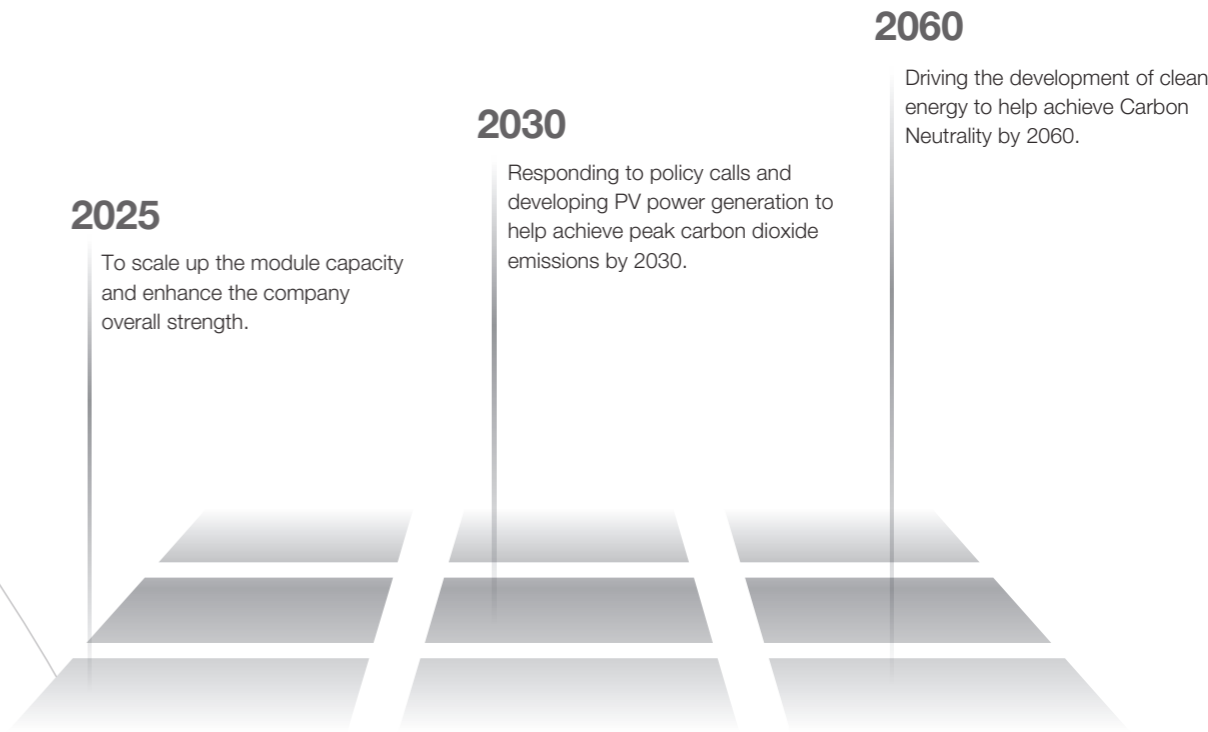 2025
To scale up the module capacity
and enhance the company
overall strength.
2030
Responding to policy calls and
developing PV power generation to
help achieve peak carbon dioxide
emissions by 2030.
2060
Driving the development of clean
energy to help achieve Carbon
Neutrality by 2060.